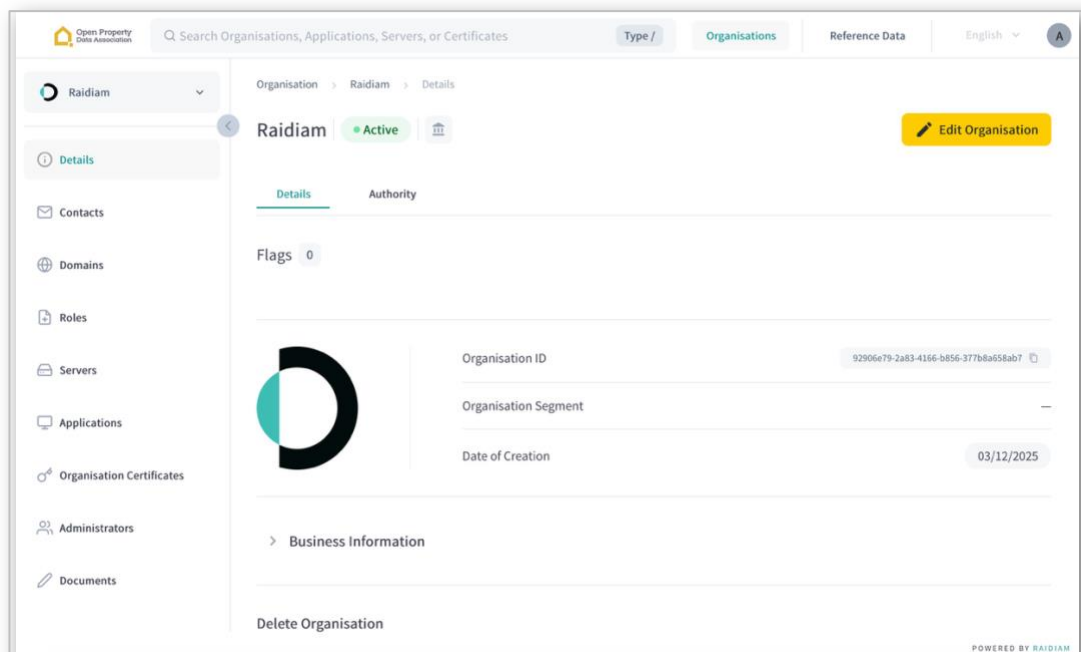 Open Property
Data Association
Search Organisations, Applications, Servers, or Certificates
Type /
Organisations
Reference Data
English
A
Raidiam
Organisation > Raidiam > Details
Raidiam
Active
Edit Organisation
Details
Contacts
Domains
Roles
Servers
Applications
Organisation Certificates
Administrators
Documents
Details
Authority
Flags 0
Organisation ID
92906e79-2a83-4166-b856-377b8a658ab7
Organisation Segment
—
Date of Creation
03/12/2025
Business Information
Delete Organisation
POWERED BY RAIDIAM